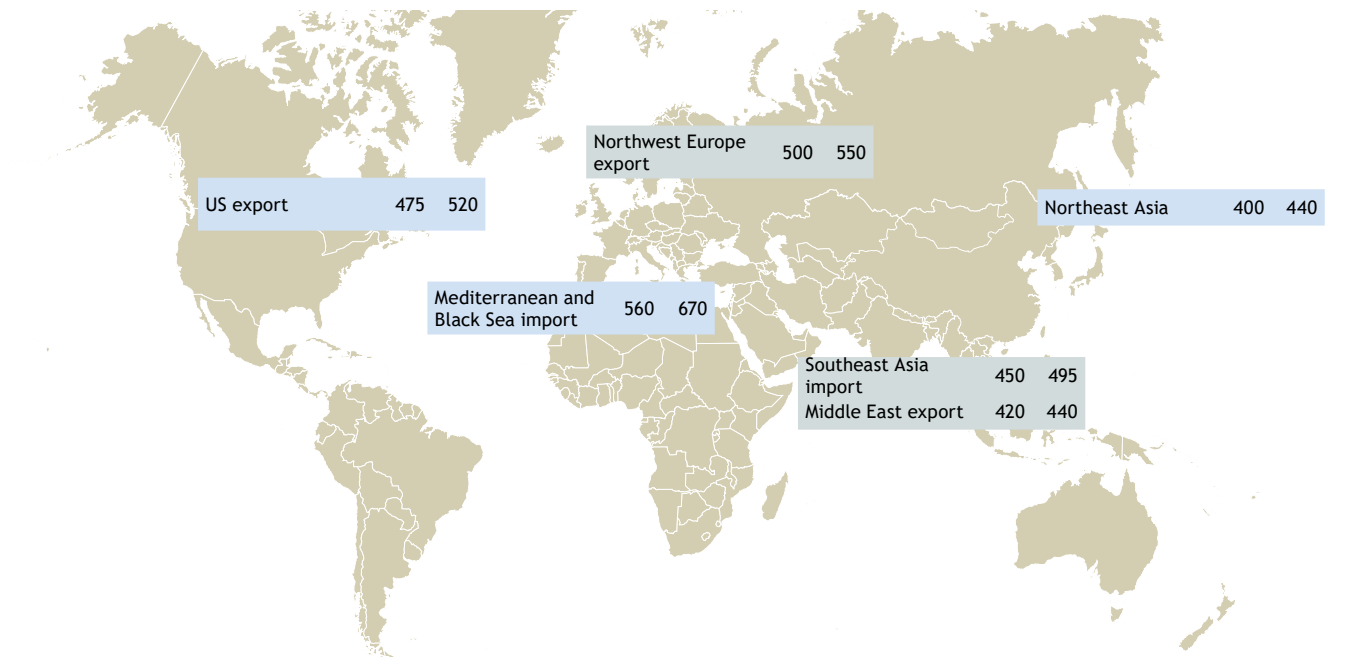 Northwest Europe
export 500 550
US export 475 520
Northeast Asia 400 440
Mediterranean and
Black Sea import 560 670
Southeast Asia
import 450 495
Middle East export 420 440